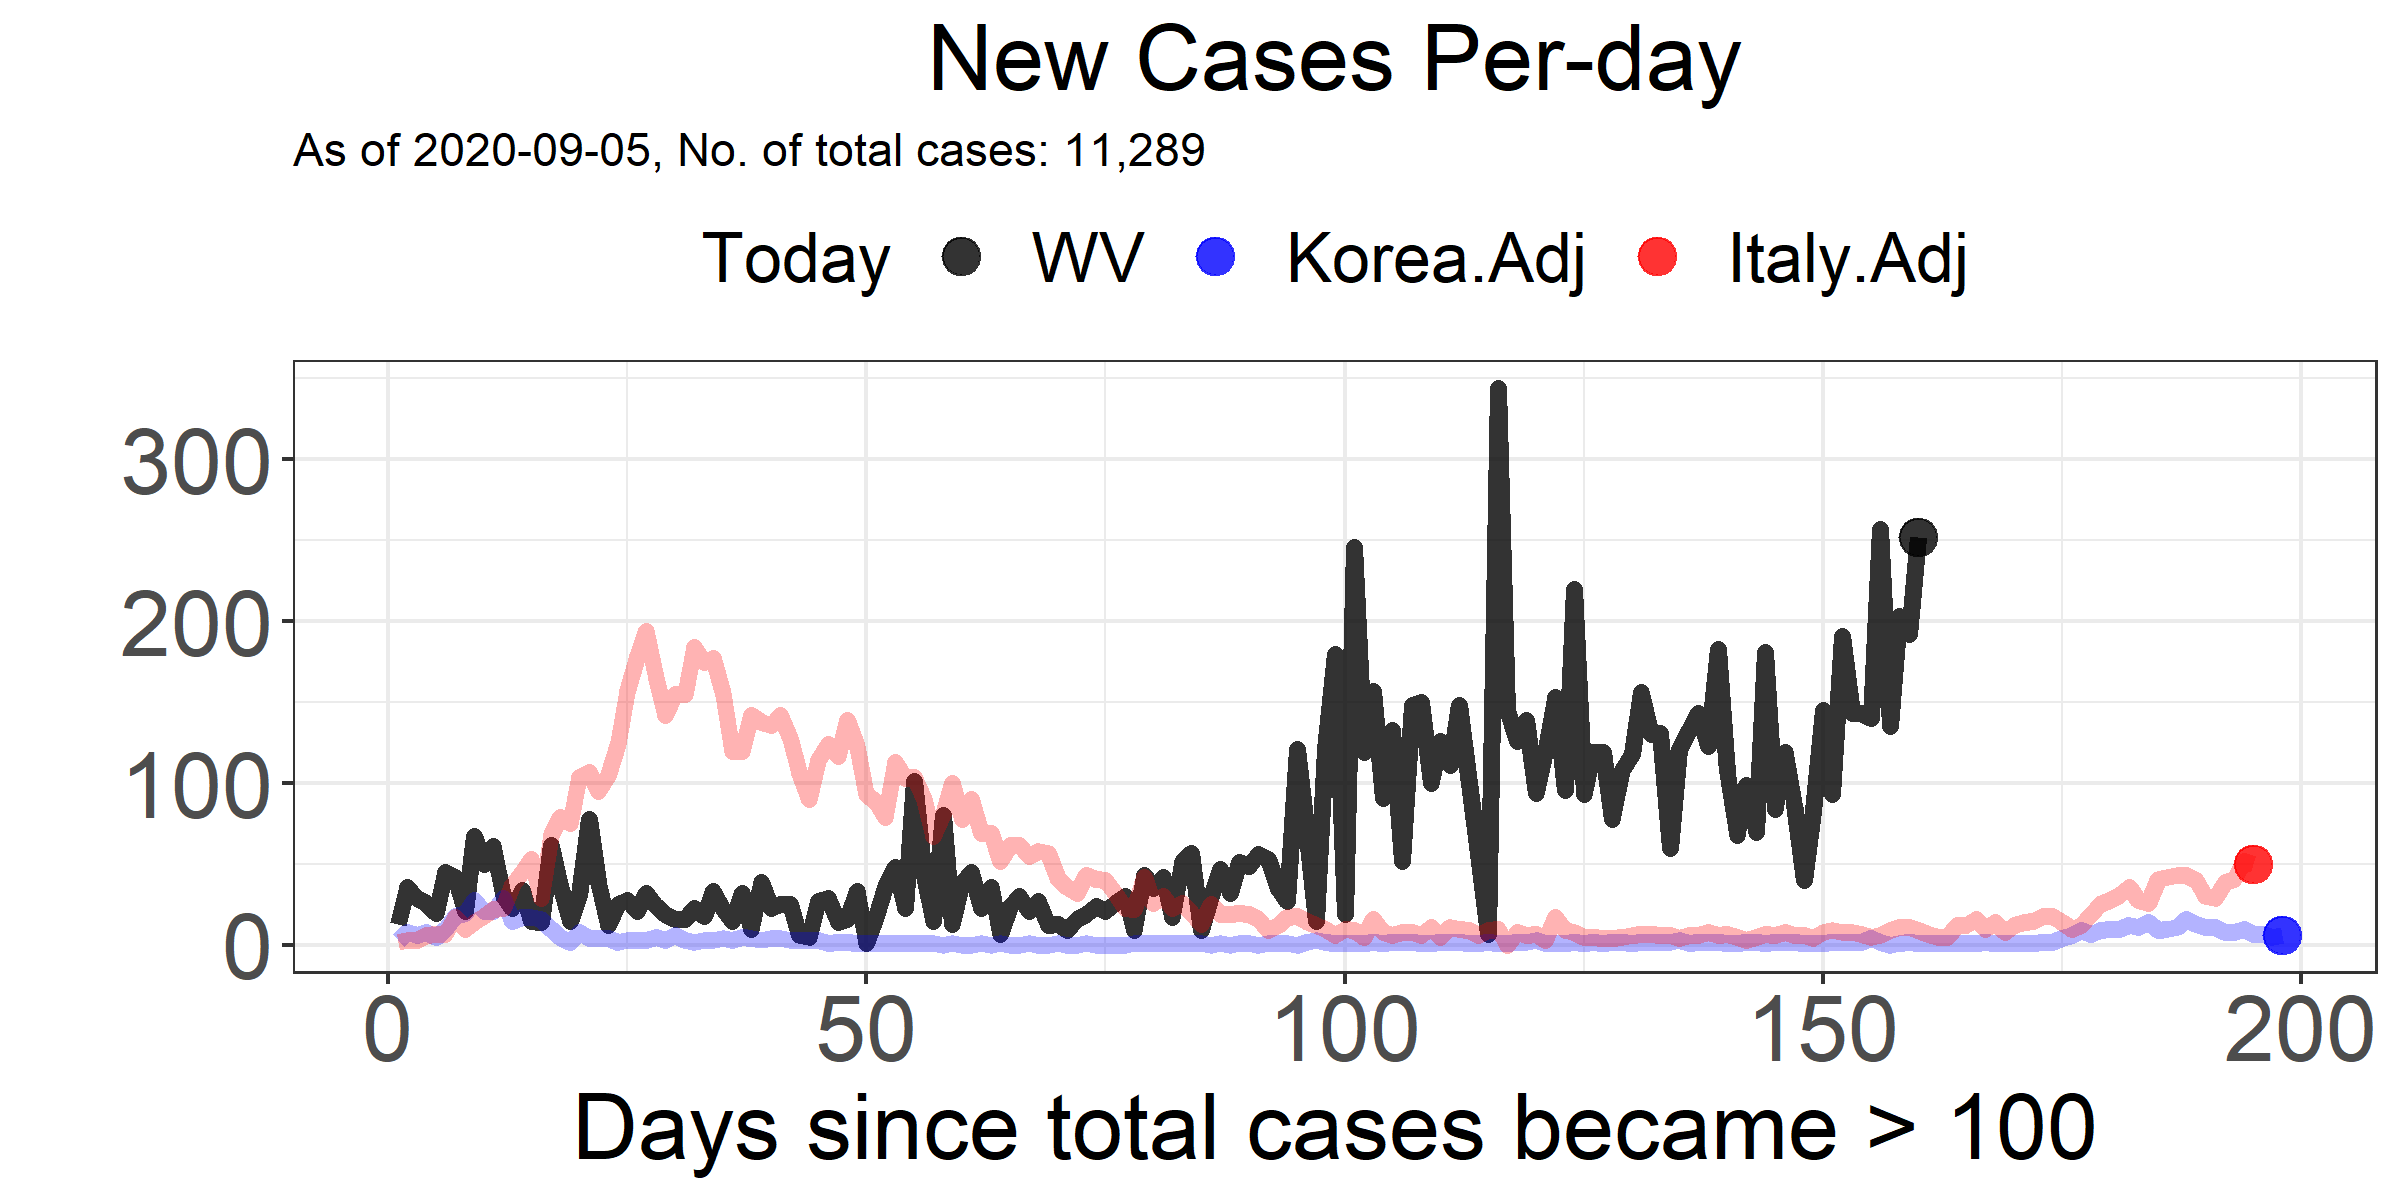 New Cases Per-day
As of 2020-09-05, No. of total cases: 11,289
Today WV Korea.Adj Italy.Adj
300
200
100
0
0 50 100 150 200
Days since total cases became > 100